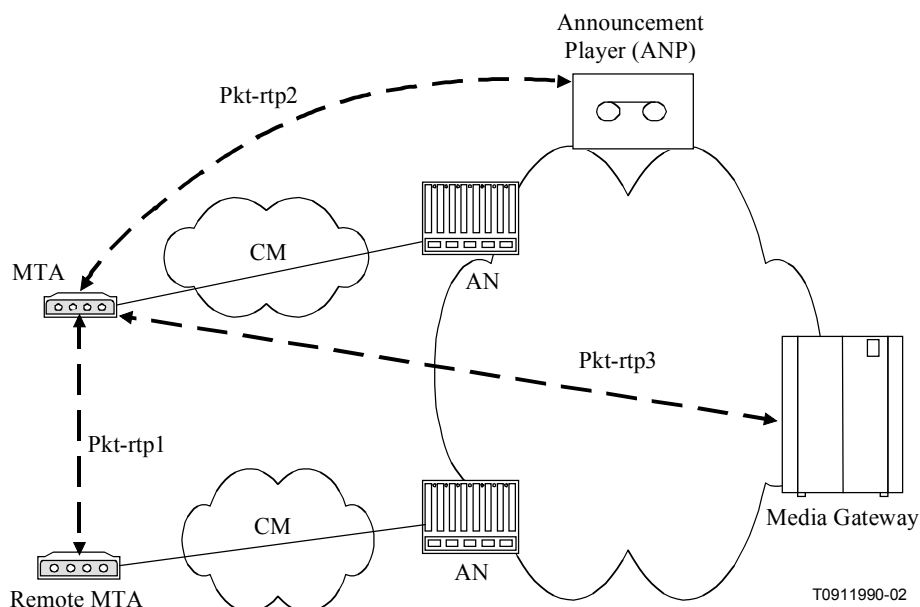 Announcement
Player (ANP)
Pkt-rtp2
CM
MTA
AN
Pkt-rtp3
Pkt-rtp1
CM
Media Gateway
AN
Remote MTA
T0911990-02